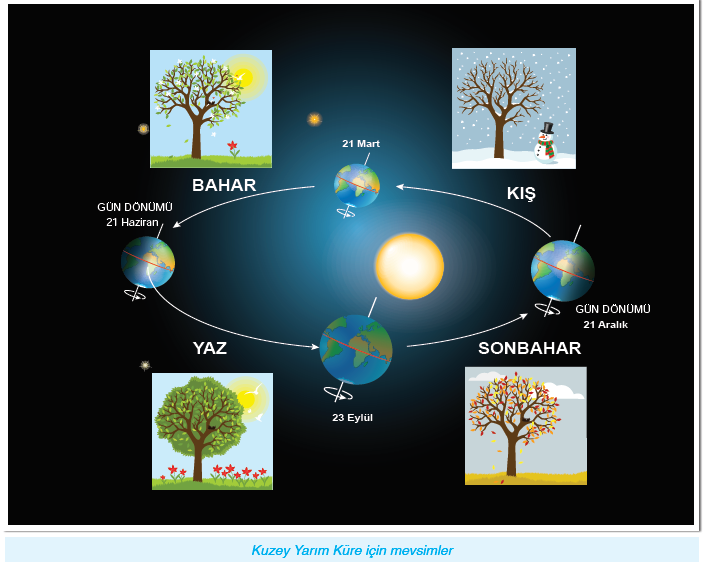 21 Mart
BAHAR
KIŞ
GÜN DÖNÜMÜ
21 Haziran
GÜN DÖNÜMÜ
21 Aralık
YAZ
SONBAHAR
23 Eylül
Kuzey Yarım Küre için mevsimler